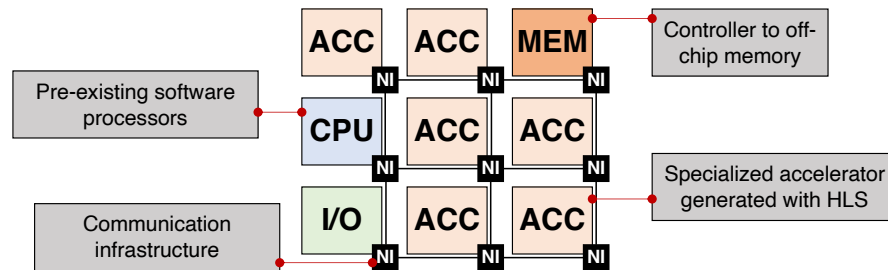 ACC ACC MEM
Controller to off-
chip memory
NI NI NI
Pre-existing software
processors
CPU ACC ACC
NI NI NI
Specialized accelerator
generated with HLS
I/O ACC ACC
Communication
infrastructure
NI NI NI